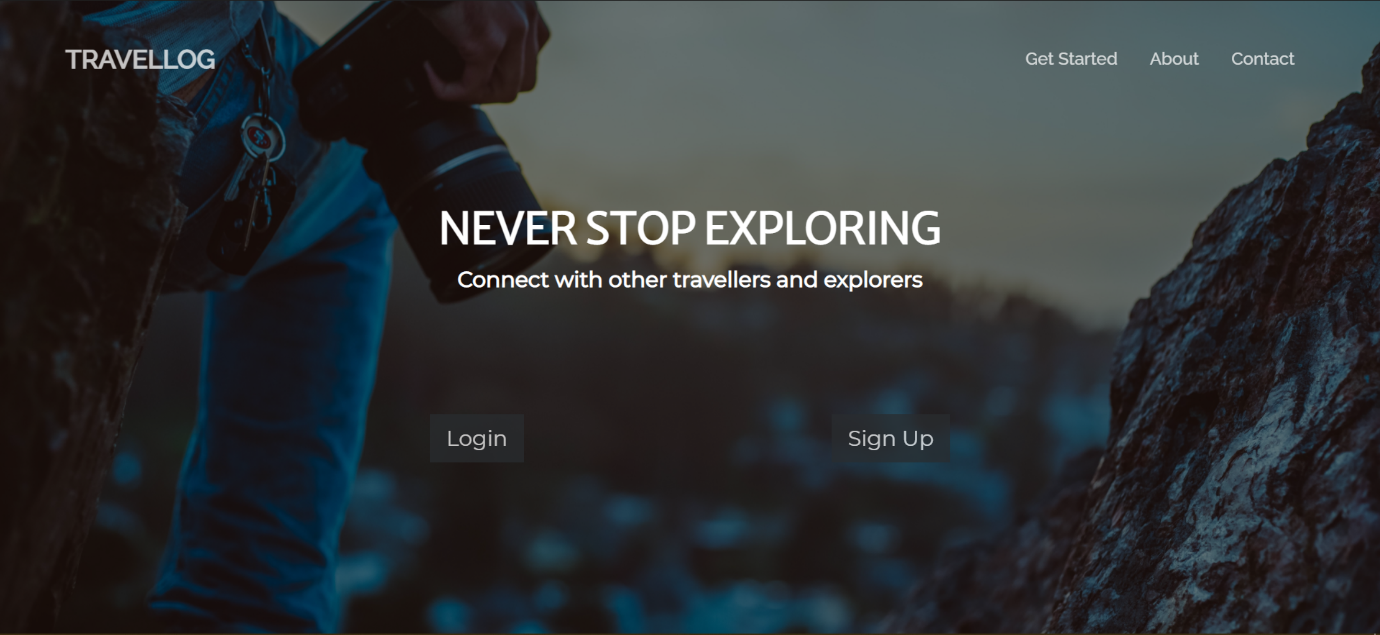 TRAVELLOG
Get Started About Contact
NEVER STOP EXPLORING
Connect with other travellers and explorers
Login Sign Up